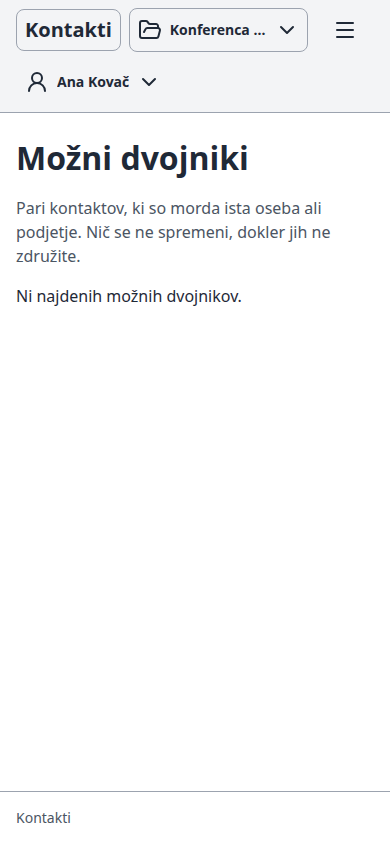 Kontakti
Konferenca ...
Ana Kovač
Možni dvojniki
Pari kontaktov, ki so morda ista oseba ali
podjetje. Nič se ne spremeni, dokler jih ne
združite.
Ni najdenih možnih dvojnikov.
Kontakti